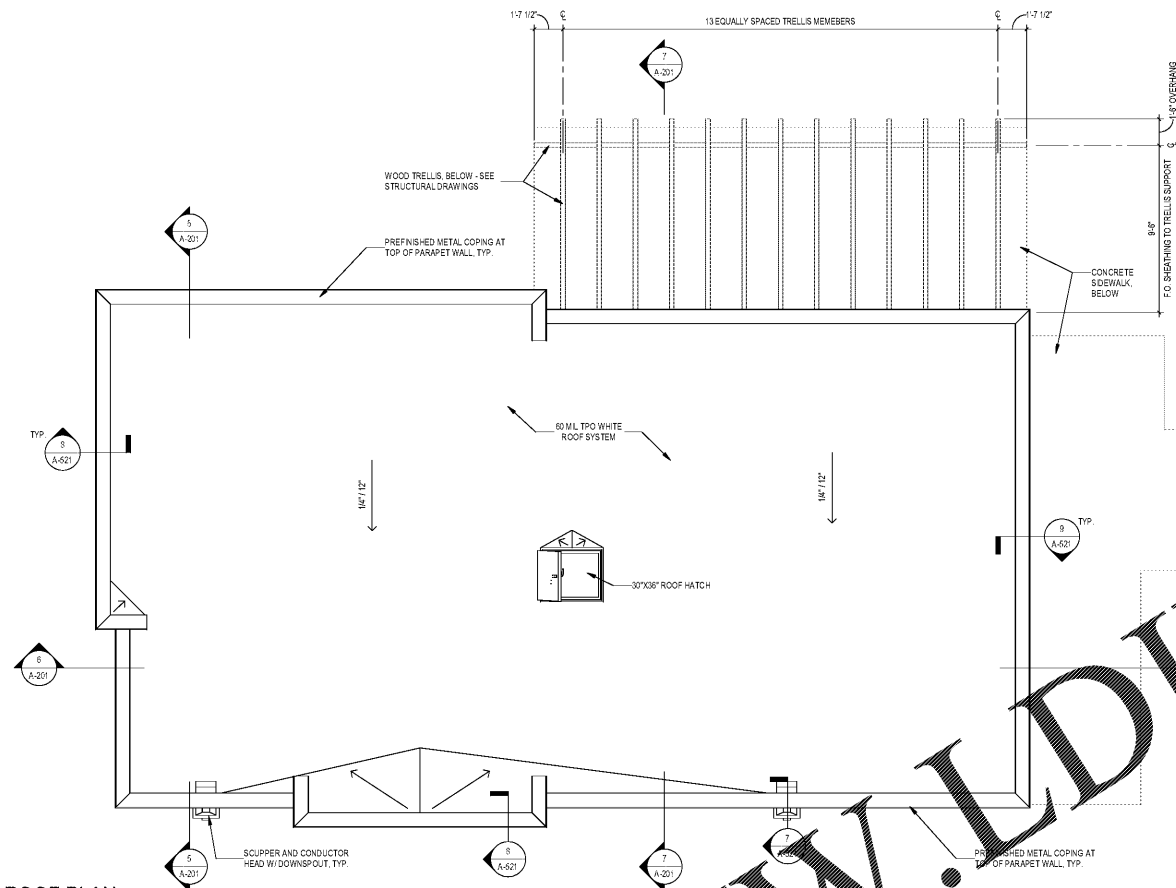 1'-7 1/2"
℄
13 EQUALLY SPACED TRELLIS MEMEBERS
℄
1'-7 1/2"
7
A-201
1'-6" OVERHANG
℄
9'-6"
F.O. SHEATHING TO TRELLIS SUPPORT
WOOD TRELLIS, BELOW - SEE
STRUCTURAL DRAWINGS
5
A-201
PREFINISHED METAL COPING AT
TOP OF PARAPET WALL, TYP.
CONCRETE
SIDEWALK,
BELOW
60 MIL TPO WHITE
ROOF SYSTEM
TYP.
A-521
1/4" / 12"
1/4" / 12"
9
A-521
TYP.
30"X36" ROOF HATCH
6
A-201
SCUPPER AND CONDUCTOR
HEAD W/ DOWNSPOUT, TYP.
5
A-201
A-521
7
A-201
7
PREFINISHED METAL COPING AT
TOP OF PARAPET WALL, TYP.
W.LD